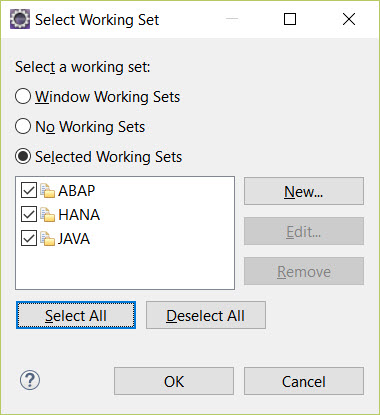 Select Working Set
Select a working set:
Window Working Sets
No Working Sets
Selected Working Sets
ABAP
HANA
JAVA
New...
Edit...
Remove
Select All
Deselect All
?
OK
Cancel